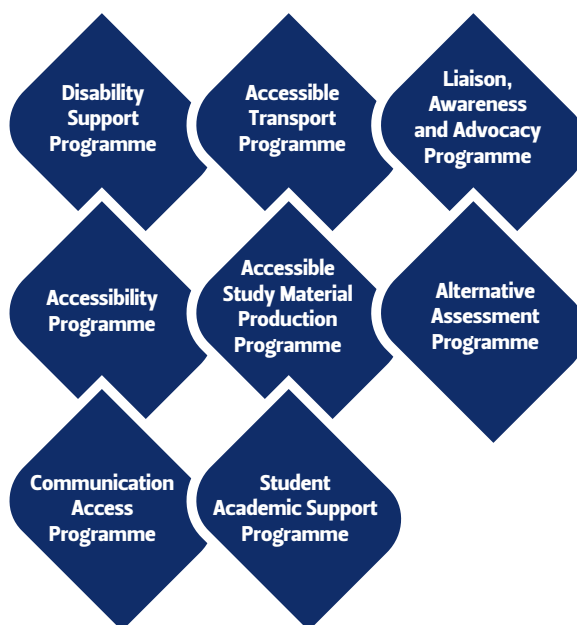 Disability
Support
Programme
Accessible
Transport
Programme
Liaison,
Awareness
and Advocacy
Programme
Accessibility
Programme
Accessible
Study Material
Production
Programme
Alternative
Assessment
Programme
Communication
Access
Programme
Student
Academic Support
Programme